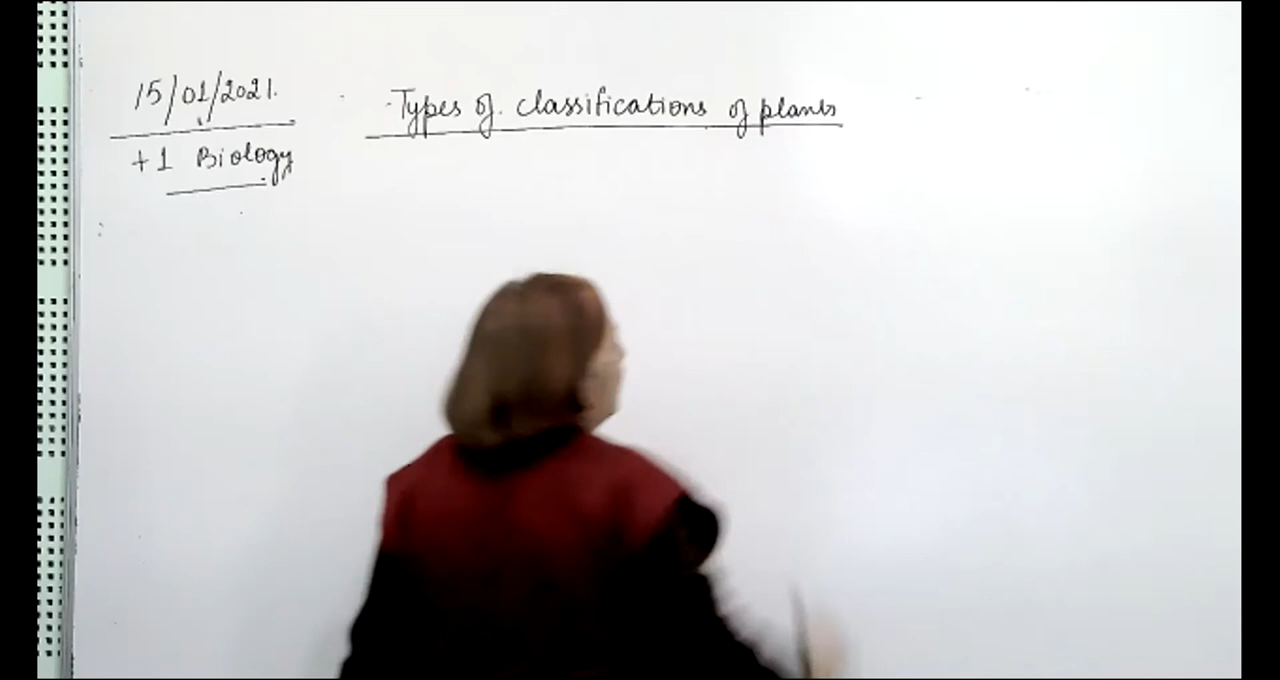 15/01/2021.
Types of classifications of plants
+1 Biology